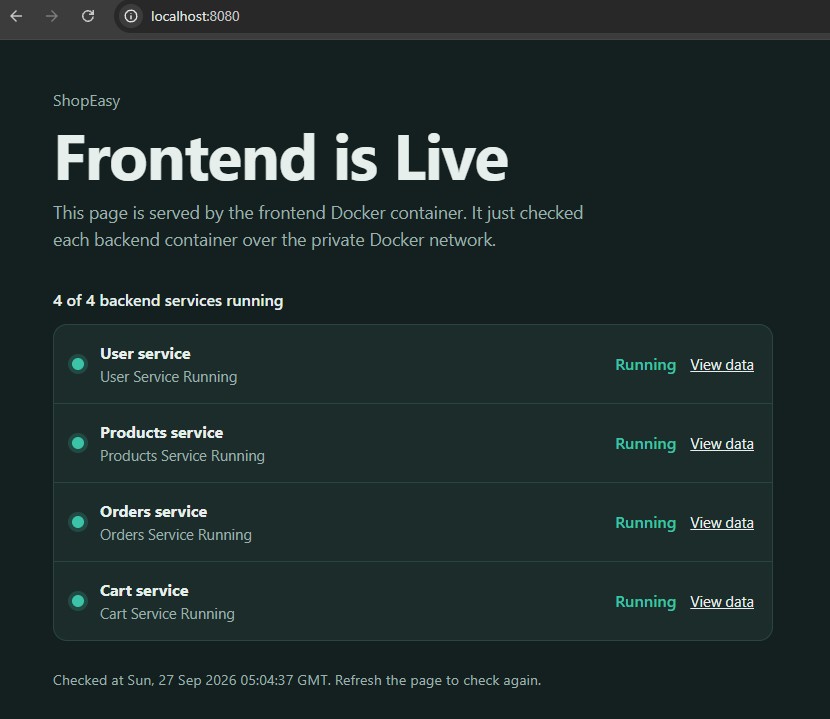 localhost:8080
ShopEasy
Frontend is Live
This page is served by the frontend Docker container. It just checked
each backend container over the private Docker network.
4 of 4 backend services running
User service
User Service Running
Running View data
Products service
Products Service Running
Running View data
Orders service
Orders Service Running
Running View data
Cart service
Cart Service Running
Running View data
Checked at Sun, 27 Sep 2026 05:04:37 GMT. Refresh the page to check again.